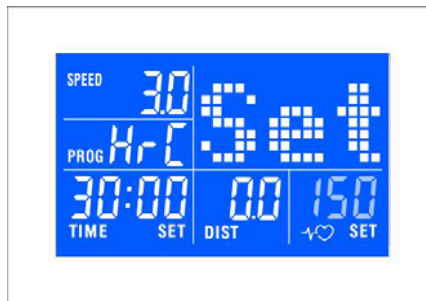 SPEED 3.0
Set
PROG HrC
30:00 0.0 150
TIME SET DIST SET